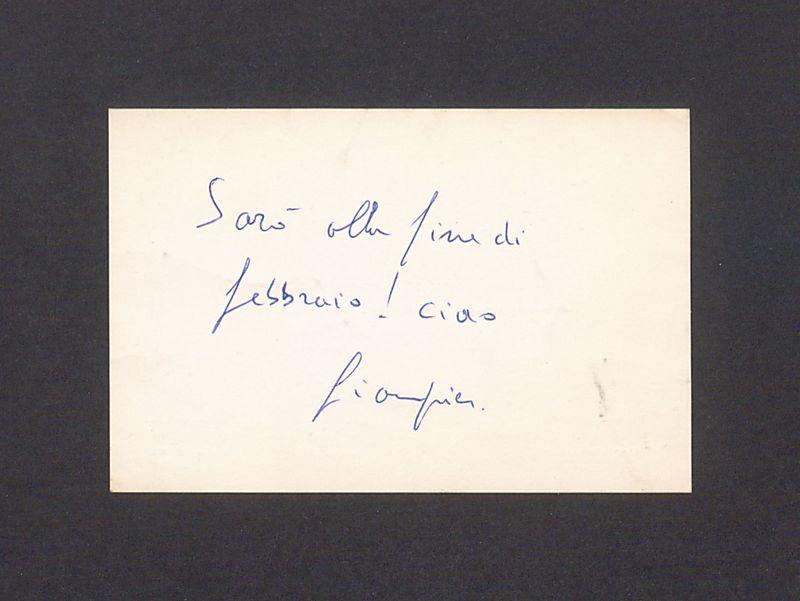 Sarò alla fine di
febbraio! ciao
Giampier.